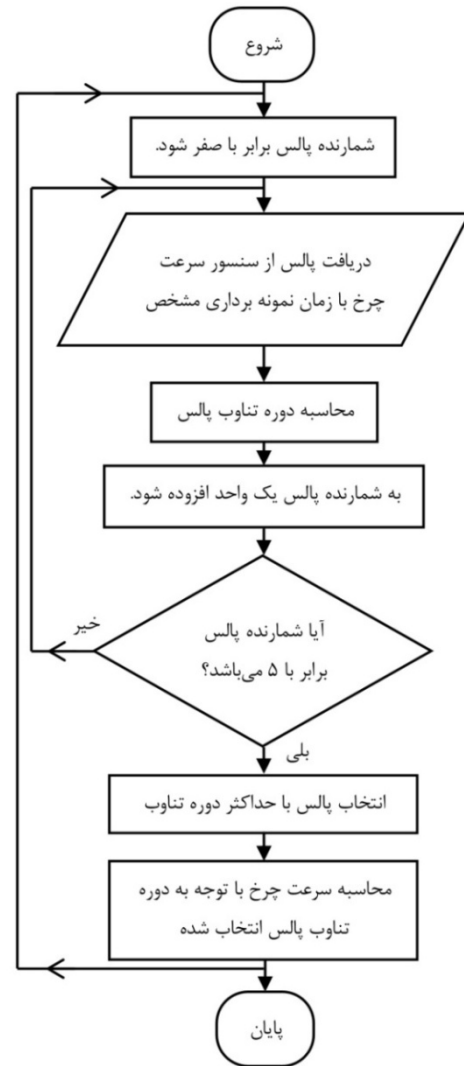 شروع
شمارنده پالس برابر با صفر شود.
دریافت پالس از سنسور سرعت
چرخ با زمان نمونه برداری مشخص
محاسبه دوره تناوب پالس
به شمارنده پالس یک واحد افزوده شود.
آیا شمارنده پالس
برابر با ۵ می‌باشد؟
خیر
بلی
انتخاب پالس با حداکثر دوره تناوب
محاسبه سرعت چرخ با توجه به دوره
تناوب پالس انتخاب شده
پایان